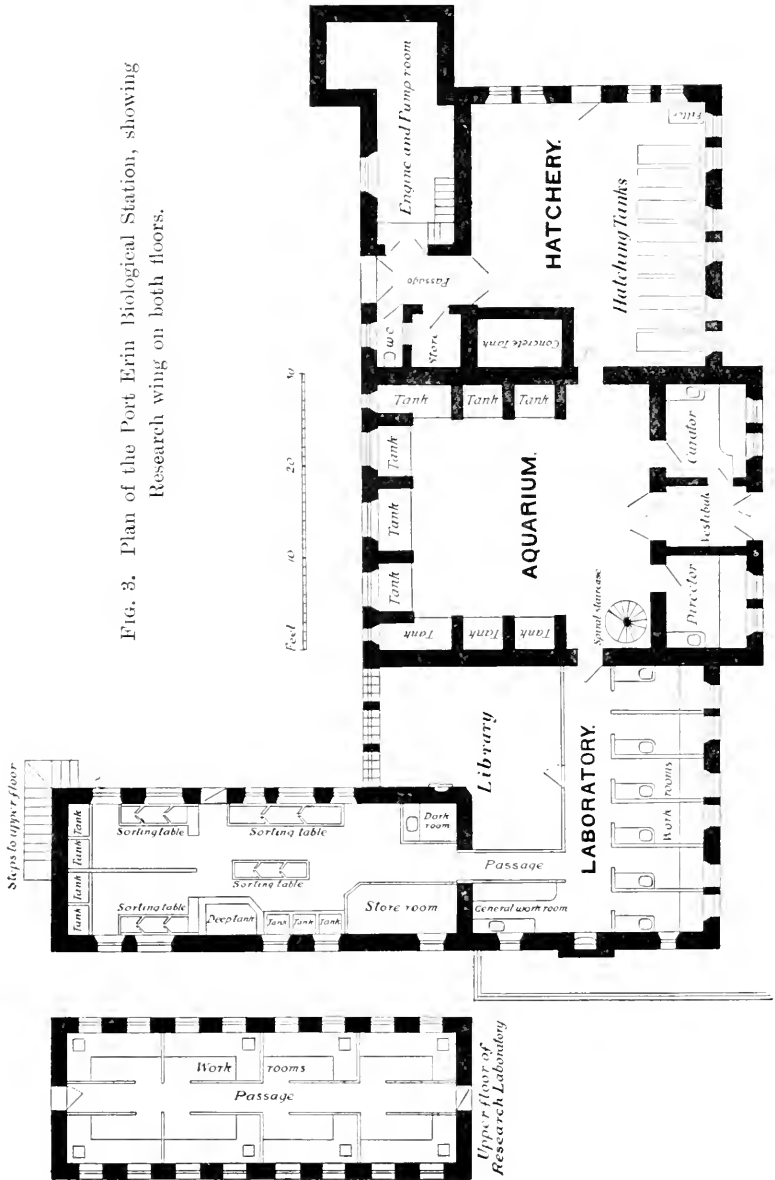 FIG. 3. Plan of the Port Erin Biological Station, showing
Research wing on both floors.
Feet 10 20 30
Steps to upper floor
Tank Tank Tank Tank
Sorting table
Sorting table
Sorting table
Sorting table
Deep tank
Tank Tank Tank
Dark
room
Store room
Passage
General work room
Library
LABORATORY.
Work rooms
Upper floor of
Research Laboratory
Work rooms
Passage
AQUARIUM.
Tank
Tank
Tank
Tank
Tank
Tank
Tank
Tank
Tank
Spiral staircase
Director
Vestibule
Curator
Engine and Pump room
Passage
Store
Concrete Tank
HATCHERY.
Hatching Tanks